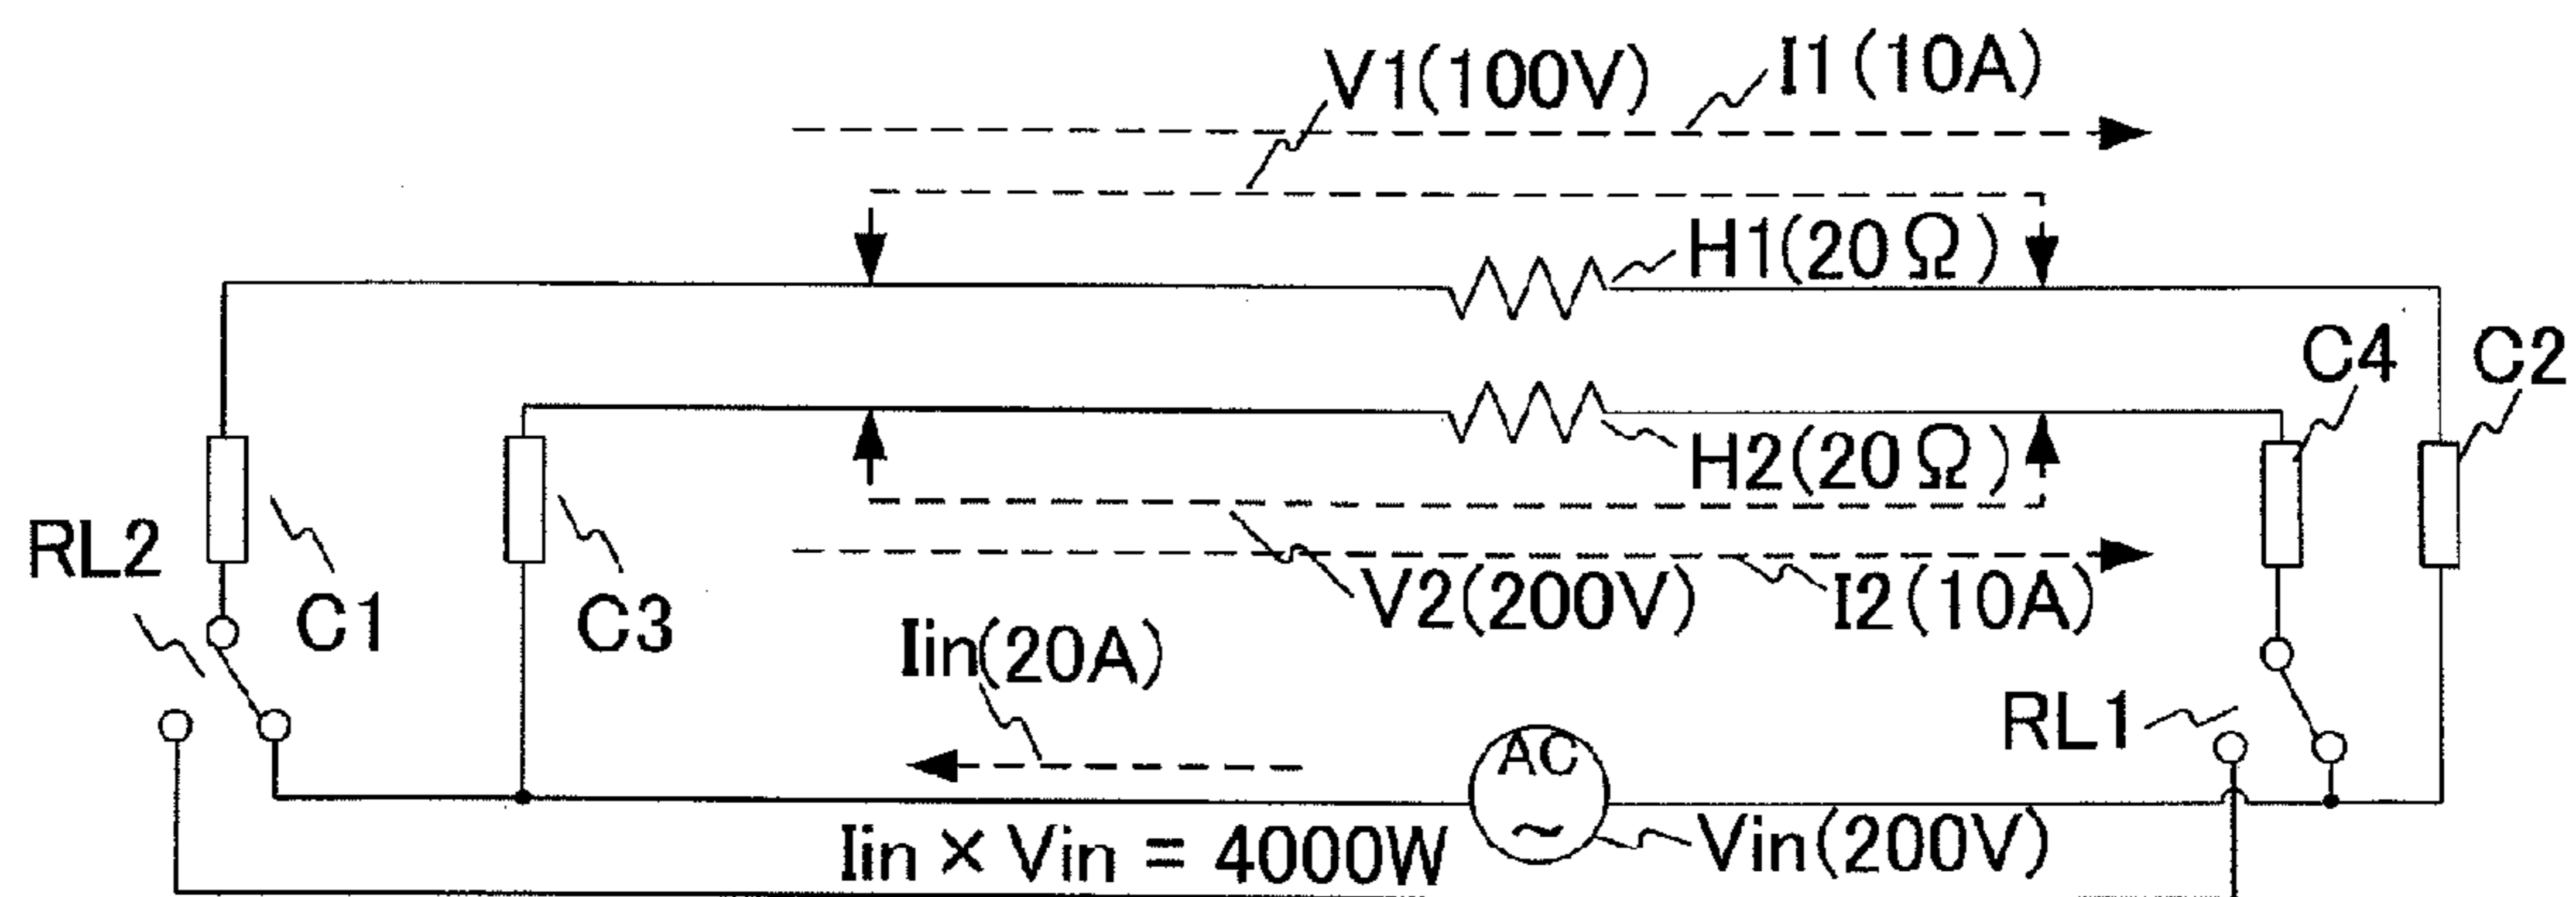 V1(100V)
I1(10A)
H1(20Ω)
C4
C2
H2(20Ω)
RL2
C1
C3
V2(200V)
I2(10A)
Iin(20A)
RL1
AC
~
Iin × Vin = 4000W
Vin(200V)